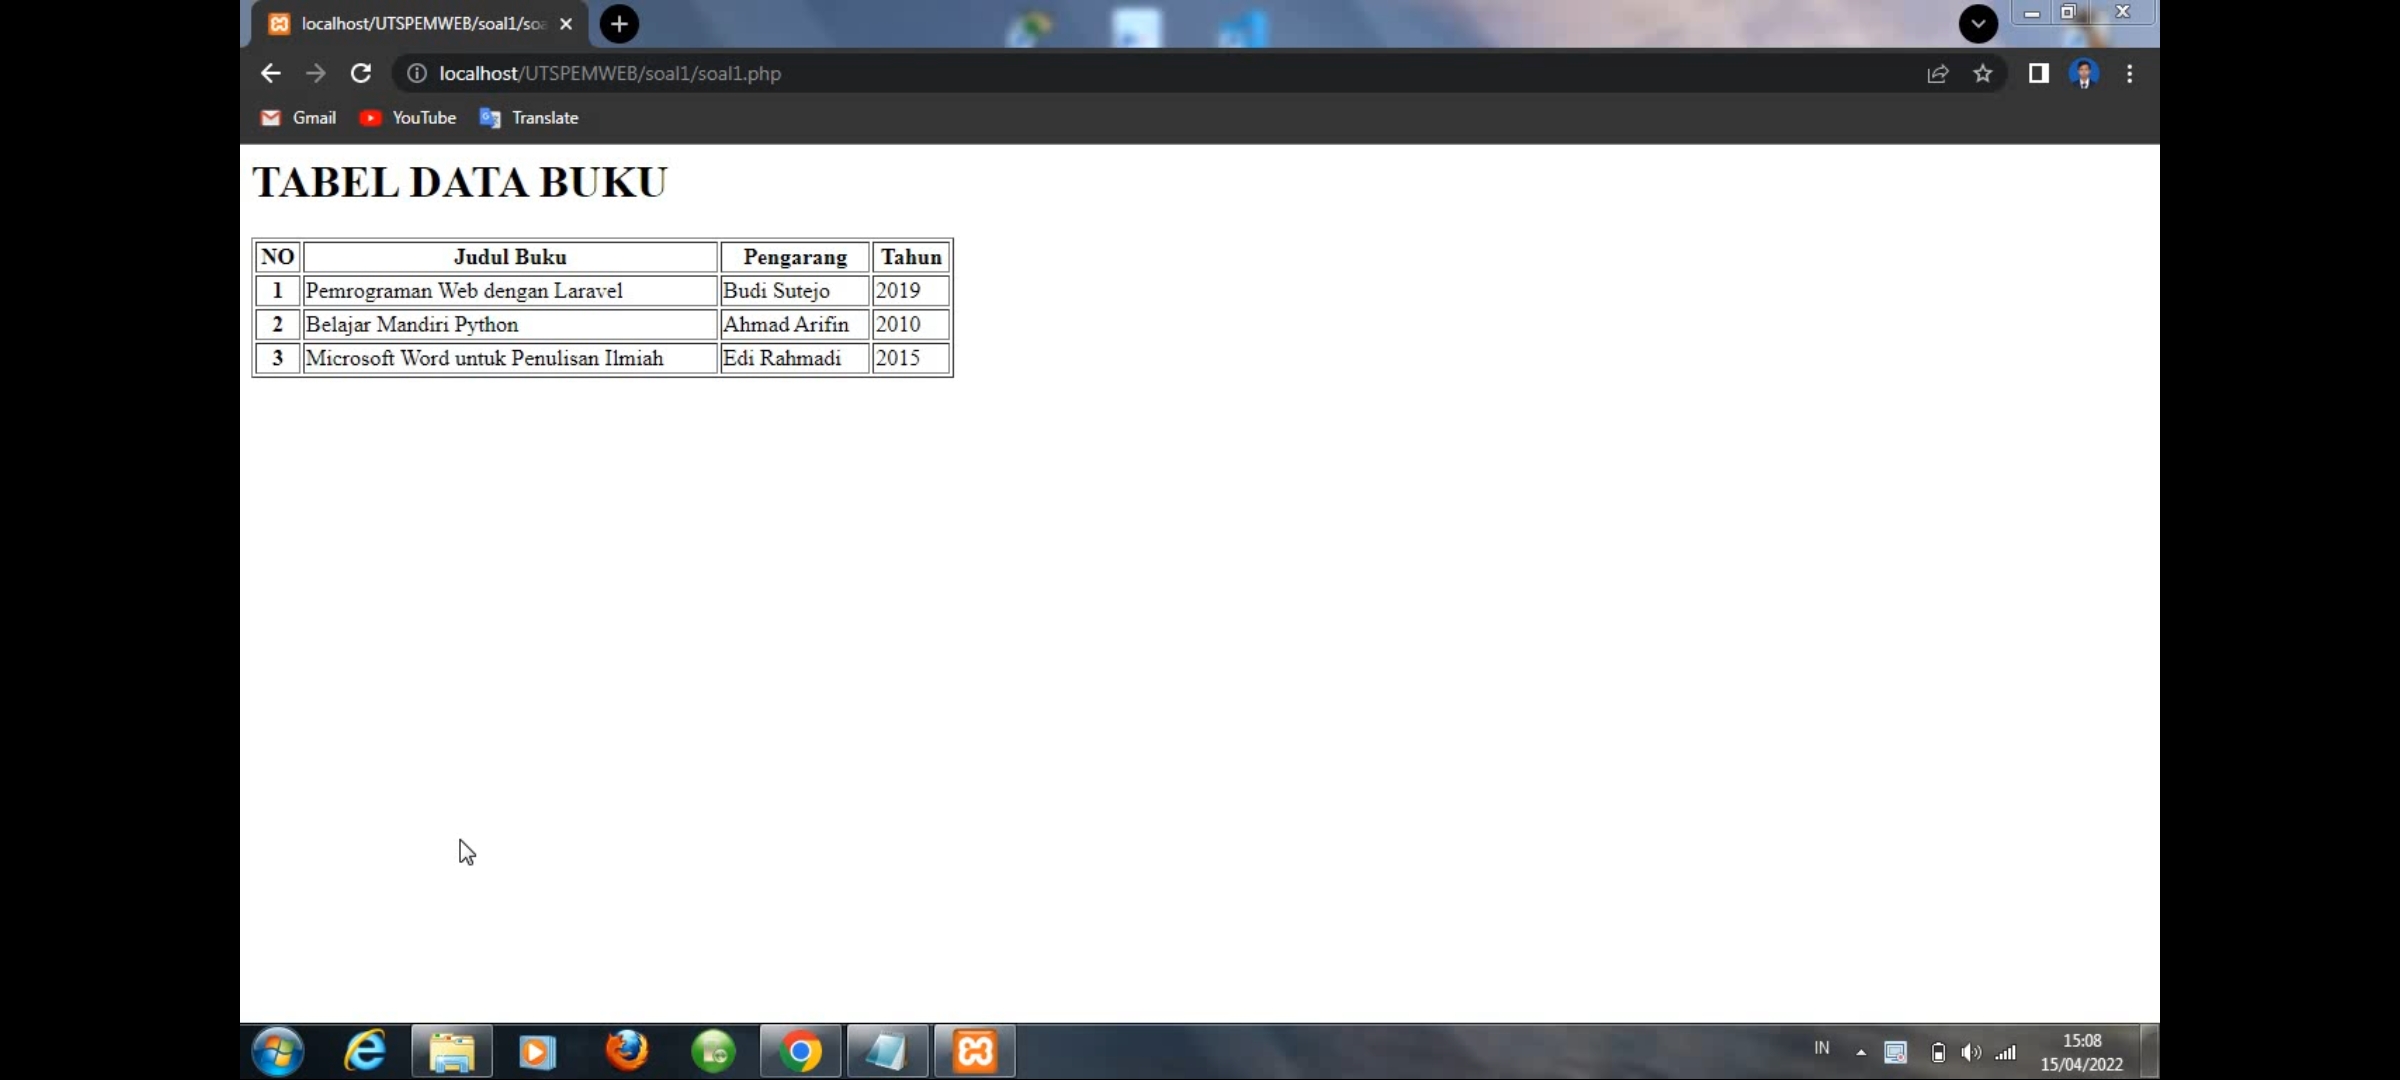 localhost/UTSPEMWEB/soal1/soa
localhost/UTSPEMWEB/soal1/soal1.php
Gmail YouTube Translate
TABEL DATA BUKU
NO Judul Buku Pengarang Tahun
1 Pemrograman Web dengan Laravel Budi Sutejo 2019
2 Belajar Mandiri Python Ahmad Arifin 2010
3 Microsoft Word untuk Penulisan Ilmiah Edi Rahmadi 2015
IN 15:08
15/04/2022